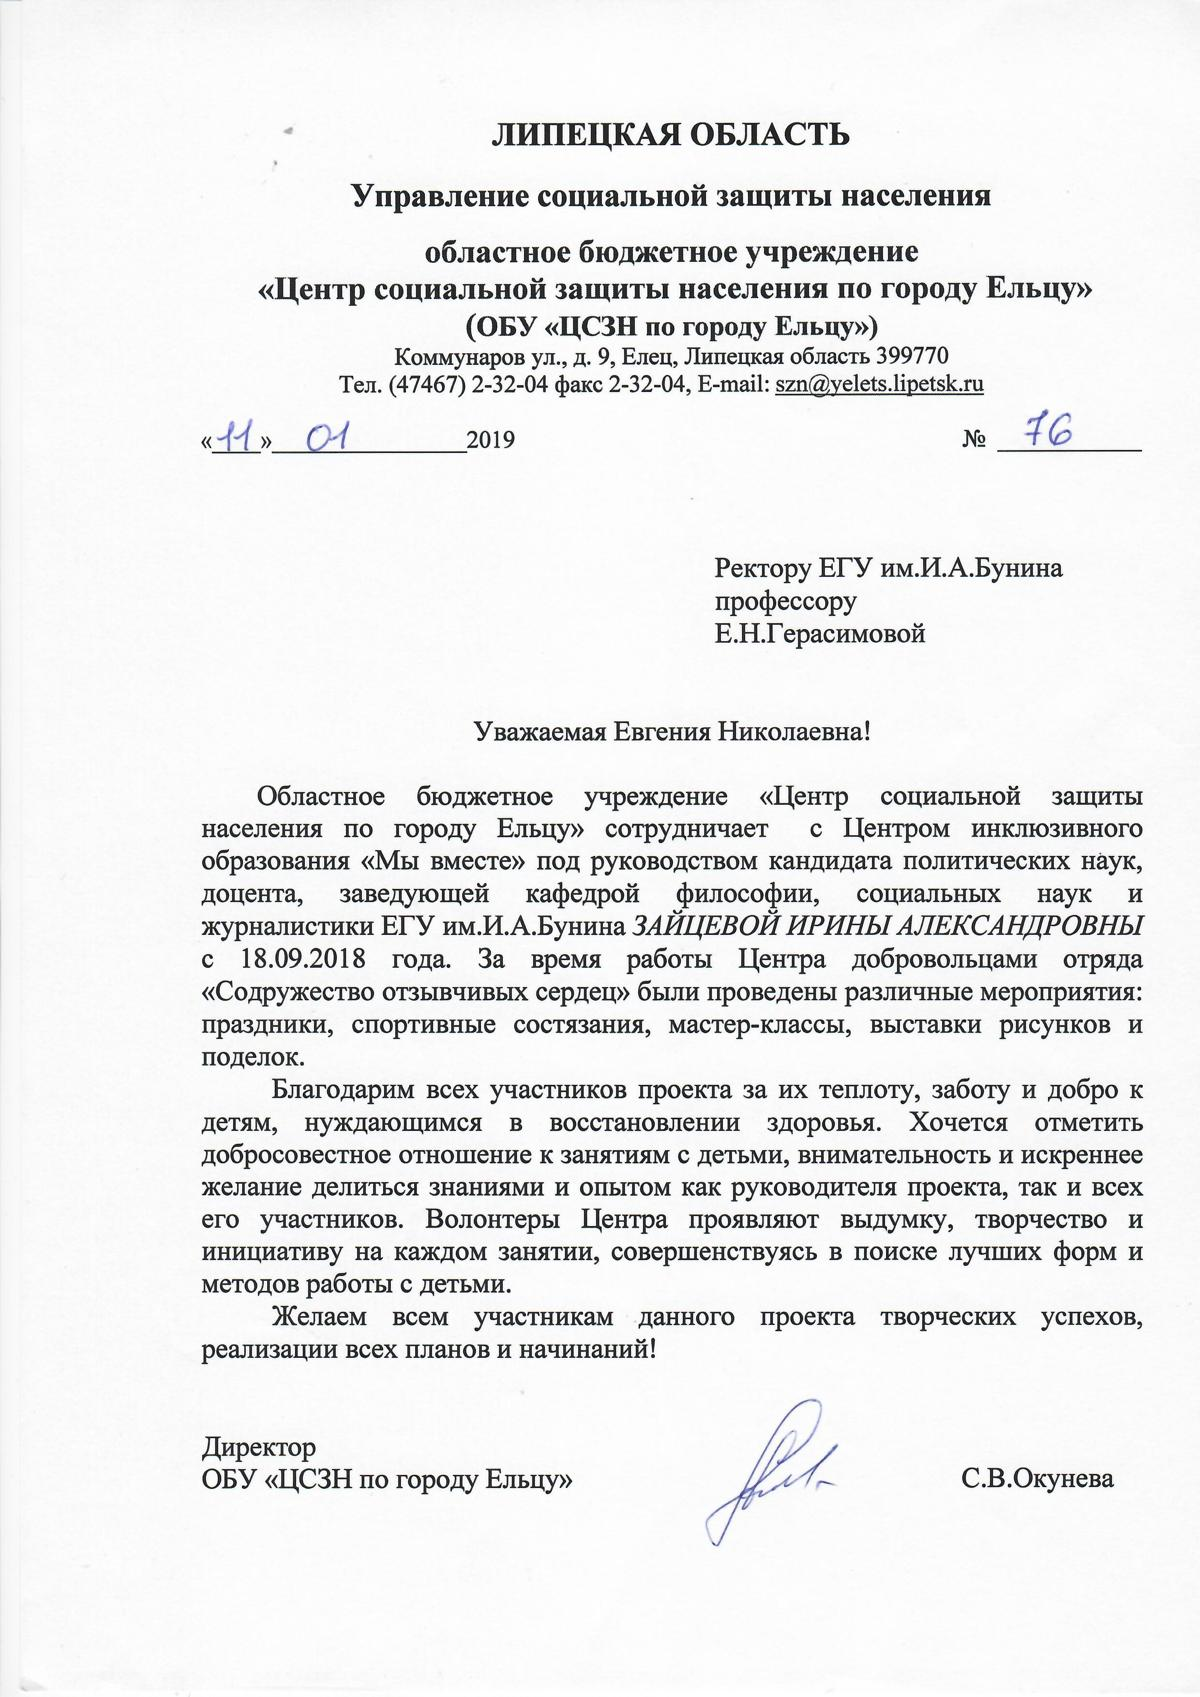 ЛИПЕЦКАЯ ОБЛАСТЬ
Управление социальной защиты населения
областное бюджетное учреждение
«Центр социальной защиты населения по городу Ельцу»
(ОБУ «ЦСЗН по городу Ельцу»)
Коммунаров ул., д. 9, Елец, Липецкая область 399770
Тел. (47467) 2-32-04 факс 2-32-04, E-mail: szn@yelets.lipetsk.ru
«11» 01 2019 № 76
Ректору ЕГУ им.И.А.Бунина
профессору
Е.Н.Герасимовой
Уважаемая Евгения Николаевна!
Областное бюджетное учреждение «Центр социальной защиты
населения по городу Ельцу» сотрудничает с Центром инклюзивного
образования «Мы вместе» под руководством кандидата политических наук,
доцента, заведующей кафедрой философии, социальных наук и
журналистики ЕГУ им.И.А.Бунина ЗАЙЦЕВОЙ ИРИНЫ АЛЕКСАНДРОВНЫ
с 18.09.2018 года. За время работы Центра добровольцами отряда
«Содружество отзывчивых сердец» были проведены различные мероприятия:
праздники, спортивные состязания, мастер-классы, выставки рисунков и
поделок.
Благодарим всех участников проекта за их теплоту, заботу и добро к
детям, нуждающимся в восстановлении здоровья. Хочется отметить
добросовестное отношение к занятиям с детьми, внимательность и искреннее
желание делиться знаниями и опытом как руководителя проекта, так и всех
его участников. Волонтеры Центра проявляют выдумку, творчество и
инициативу на каждом занятии, совершенствуясь в поиске лучших форм и
методов работы с детьми.
Желаем всем участникам данного проекта творческих успехов,
реализации всех планов и начинаний!
Директор
ОБУ «ЦСЗН по городу Ельцу» С.В.Окунева